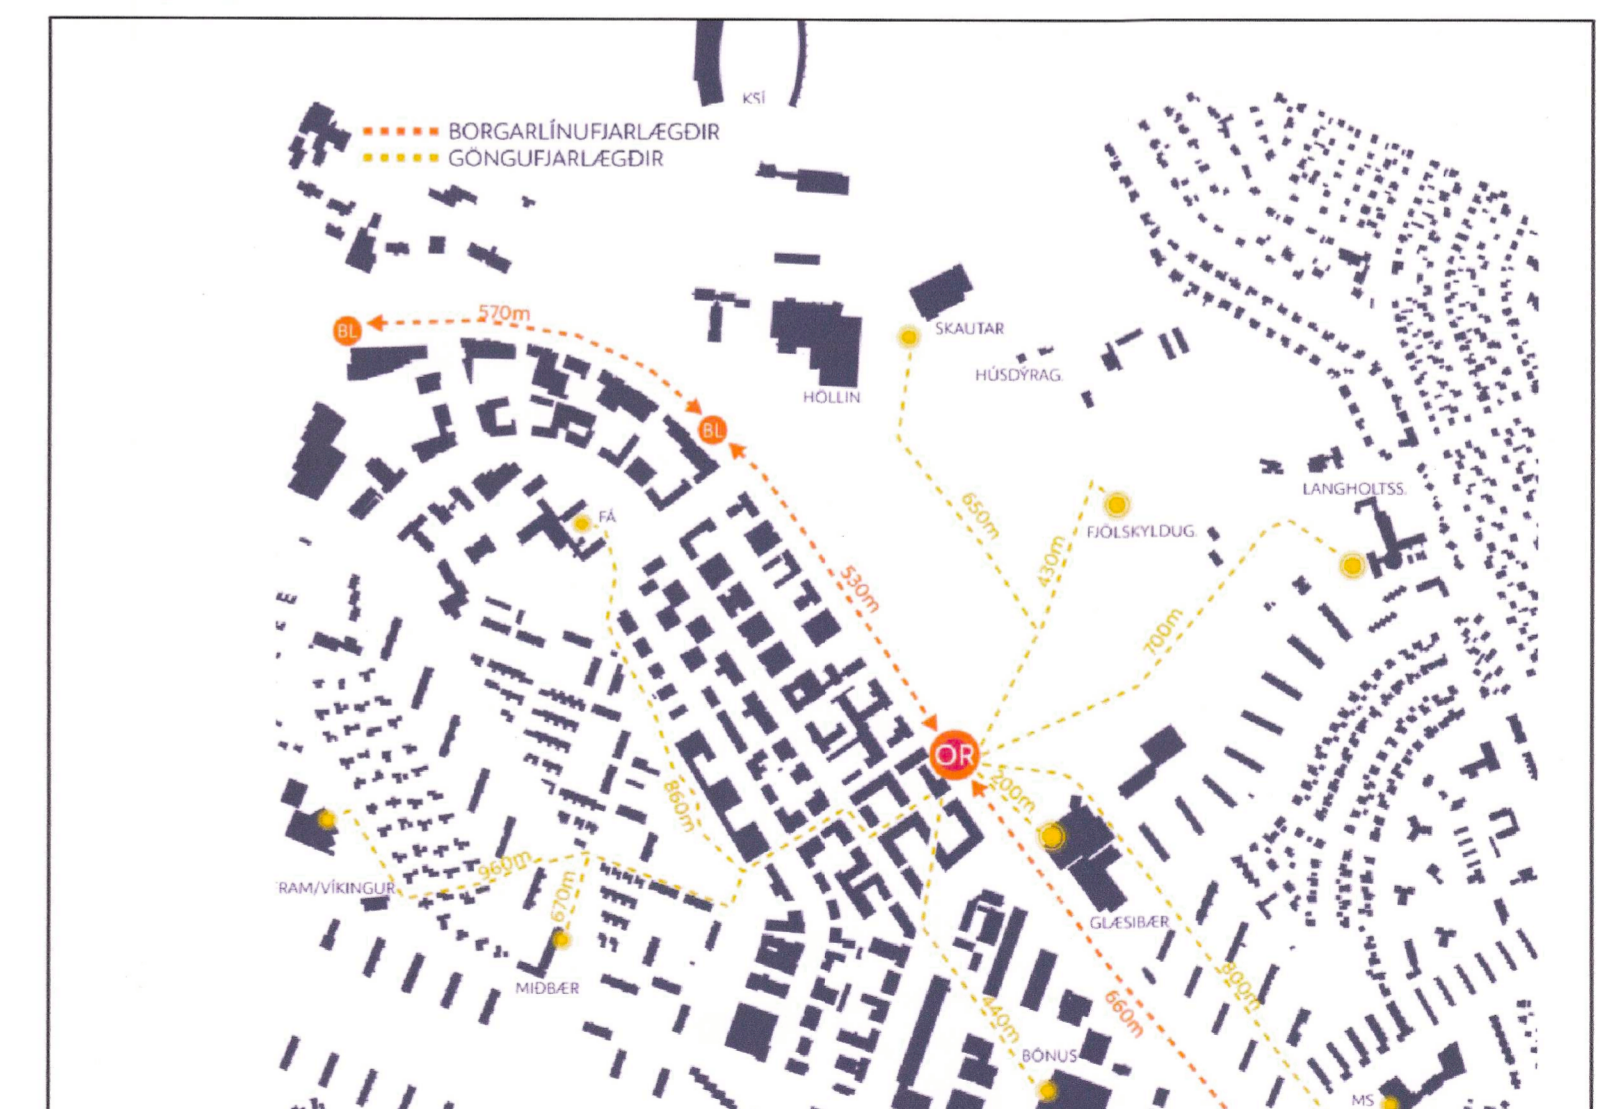 KSÍ
BORGARLÍNUFJARLÆGÐIR
GÖNGUFJARLÆGÐIR
570m
BL
SKAUTAR
HÚSDÝRAG.
HÖLLIN
BL
LANGHOLTSS.
650m
FÁ
FJÖLSKYLDUG.
430m
530m
700m
ÓR
200m
860m
960m
RAM/VÍKINGUR
670m
GLÆSIBÆR
MIÐBÆR
800m
440m
660m
BÓNUS
MS